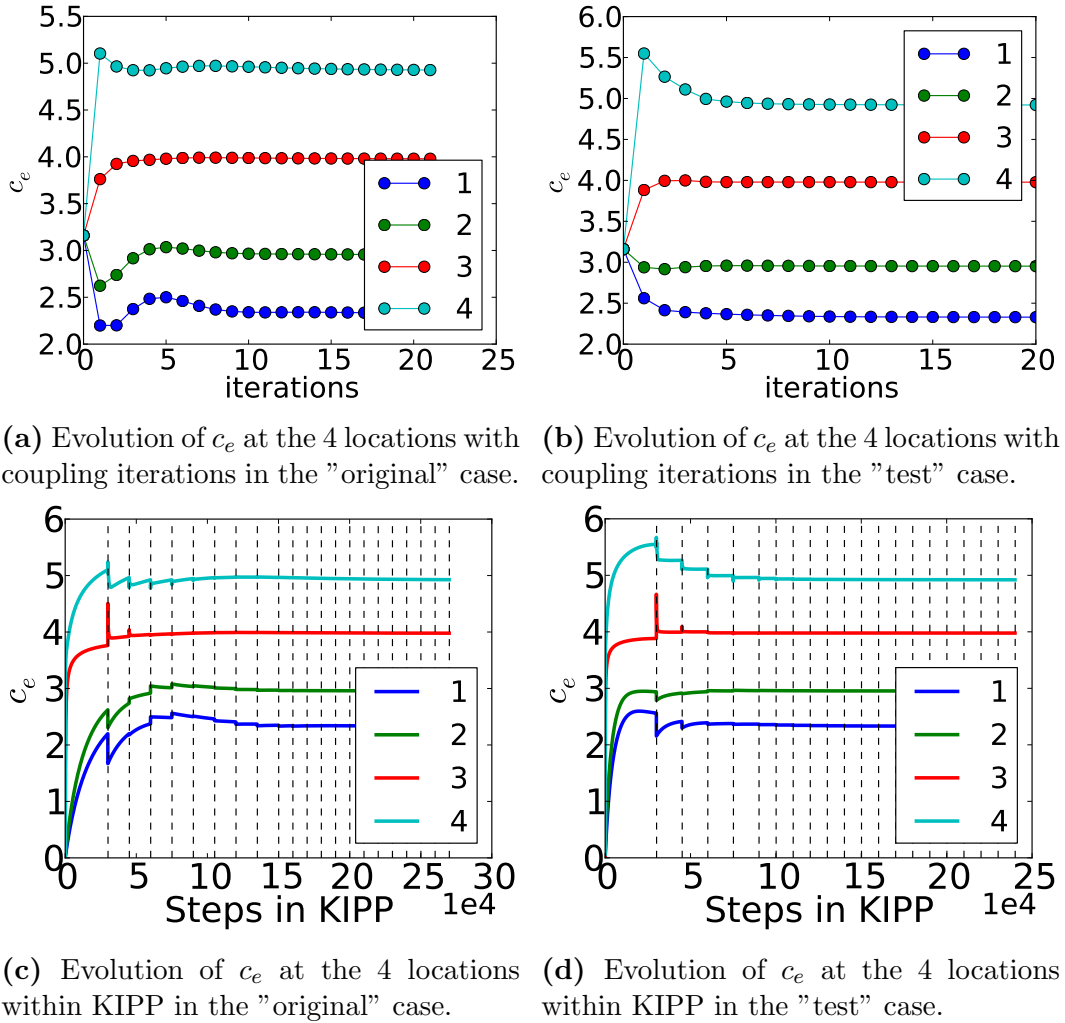 5.5
5.0
4.5
4.0
3.5
3.0
2.5
2.0
c_e
0 5 10 15 20 25
iterations
1
2
3
4
6.0
5.5
5.0
4.5
4.0
3.5
3.0
2.5
2.0
c_e
0 5 10 15 20
iterations
1
2
3
4
(a) Evolution of c_e at the 4 locations with
coupling iterations in the ”original” case.
(b) Evolution of c_e at the 4 locations with
coupling iterations in the ”test” case.
6
5
4
3
2
1
0
c_e
0 5 10 15 20 25 30
Steps in KIPP 1e4
1
2
3
4
6
5
4
3
2
1
0
c_e
0 5 10 15 20 25
Steps in KIPP 1e4
1
2
3
4
(c) Evolution of c_e at the 4 locations
within KIPP in the ”original” case.
(d) Evolution of c_e at the 4 locations
within KIPP in the ”test” case.